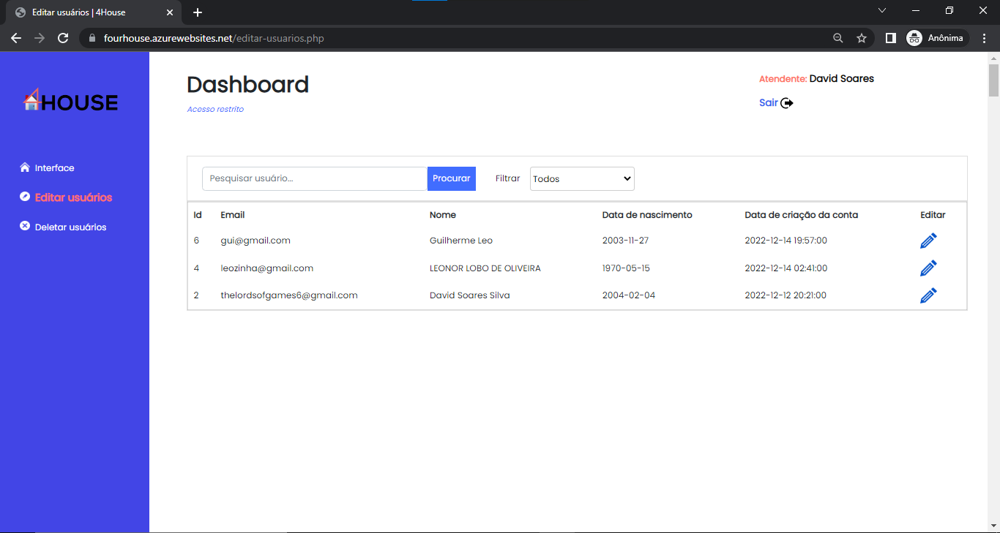 Editar usuários | 4House
fourhouse.azurewebsites.net/editar-usuarios.php
Anônima
4HOUSE
Interface
Editar usuários
Deletar usuários
Dashboard
Acesso restrito
Atendente: David Soares
Sair
Pesquisar usuário... Procurar Filtrar Todos
Id Email Nome Data de nascimento Data de criação da conta Editar
6 gui@gmail.com Guilherme Leo 2003-11-27 2022-12-14 19:57:00
4 leozinha@gmail.com LEONOR LOBO DE OLIVEIRA 1970-05-15 2022-12-14 02:41:00
2 thelordsofgames6@gmail.com David Soares Silva 2004-02-04 2022-12-12 20:21:00